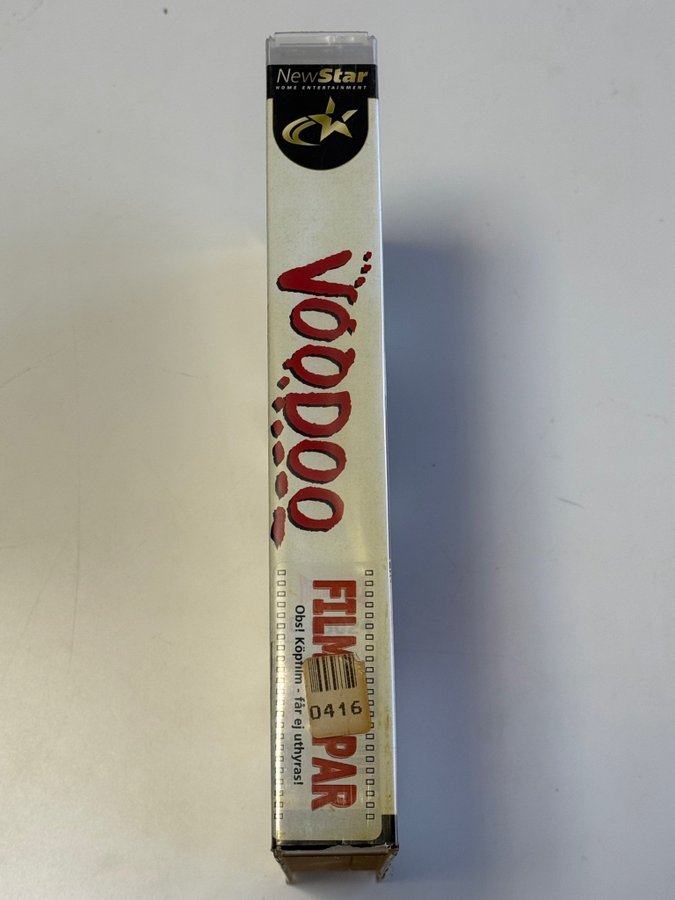 NewStar
HOME ENTERTAINMENT
VOODOO
FILM
PAR
Obs! Köpfilm - får ej uthyras!
0416